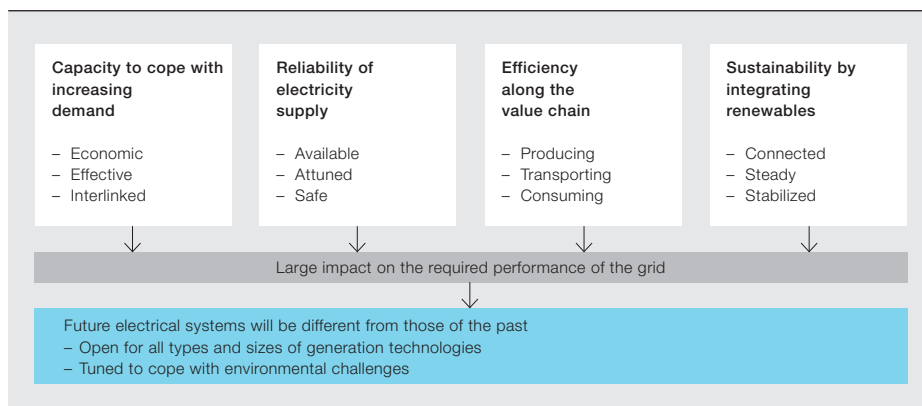 Capacity to cope with
increasing
demand
– Economic
– Effective
– Interlinked
Reliability of
electricity
supply
– Available
– Attuned
– Safe
Efficiency
along the
value chain
– Producing
– Transporting
– Consuming
Sustainability by
integrating
renewables
– Connected
– Steady
– Stabilized
Large impact on the required performance of the grid
Future electrical systems will be different from those of the past
– Open for all types and sizes of generation technologies
– Tuned to cope with environmental challenges